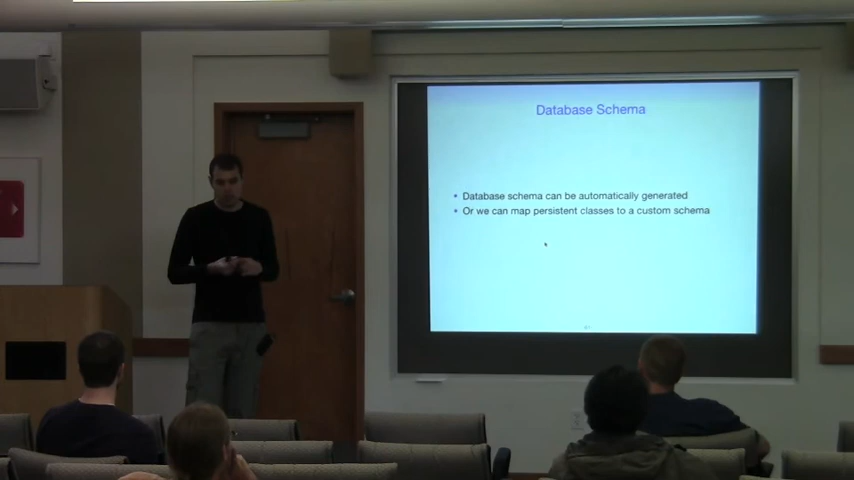 Database Schema
Database schema can be automatically generated
Or we can map persistent classes to a custom schema